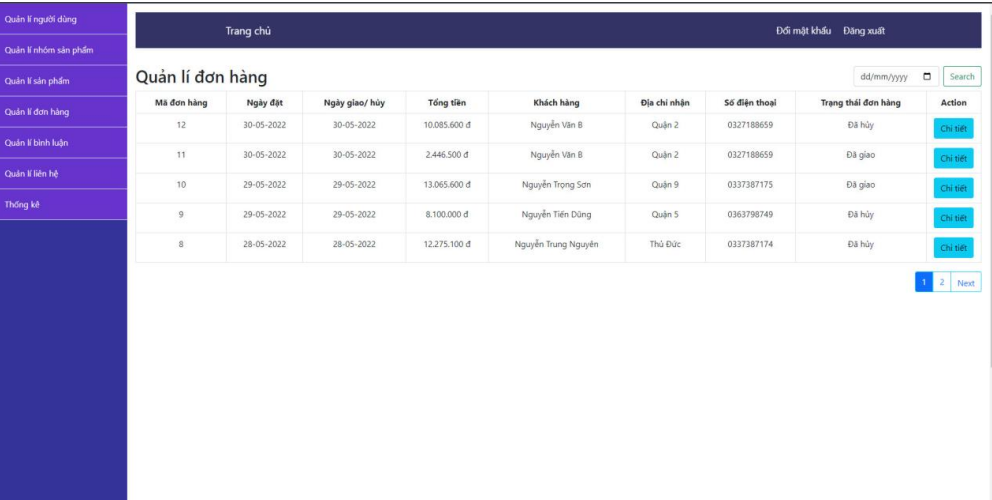 Quản lí người dùng
Quản lí nhóm sản phẩm
Quản lí sản phẩm
Quản lí đơn hàng
Quản lí bình luận
Quản lí liên hệ
Thống kê
Trang chủ Đổi mật khẩu Đăng xuất
Quản lí đơn hàng dd/mm/yyyy Search
Mã đơn hàng Ngày đặt Ngày giao/ hủy Tổng tiền Khách hàng Địa chỉ nhận Số điện thoại Trạng thái đơn hàng Action
12 30-05-2022 30-05-2022 10.085.600 đ Nguyễn Văn B Quận 2 0327188659 Đã hủy Chi tiết
11 30-05-2022 30-05-2022 2.446.500 đ Nguyễn Văn B Quận 2 0327188659 Đã giao Chi tiết
10 29-05-2022 29-05-2022 13.065.600 đ Nguyễn Trọng Sơn Quận 9 0337387175 Đã giao Chi tiết
9 29-05-2022 29-05-2022 8.100.000 đ Nguyễn Tiến Dũng Quận 5 0363798749 Đã hủy Chi tiết
8 28-05-2022 28-05-2022 12.275.100 đ Nguyễn Trung Nguyên Thủ Đức 0337387174 Đã hủy Chi tiết
1 2 Next